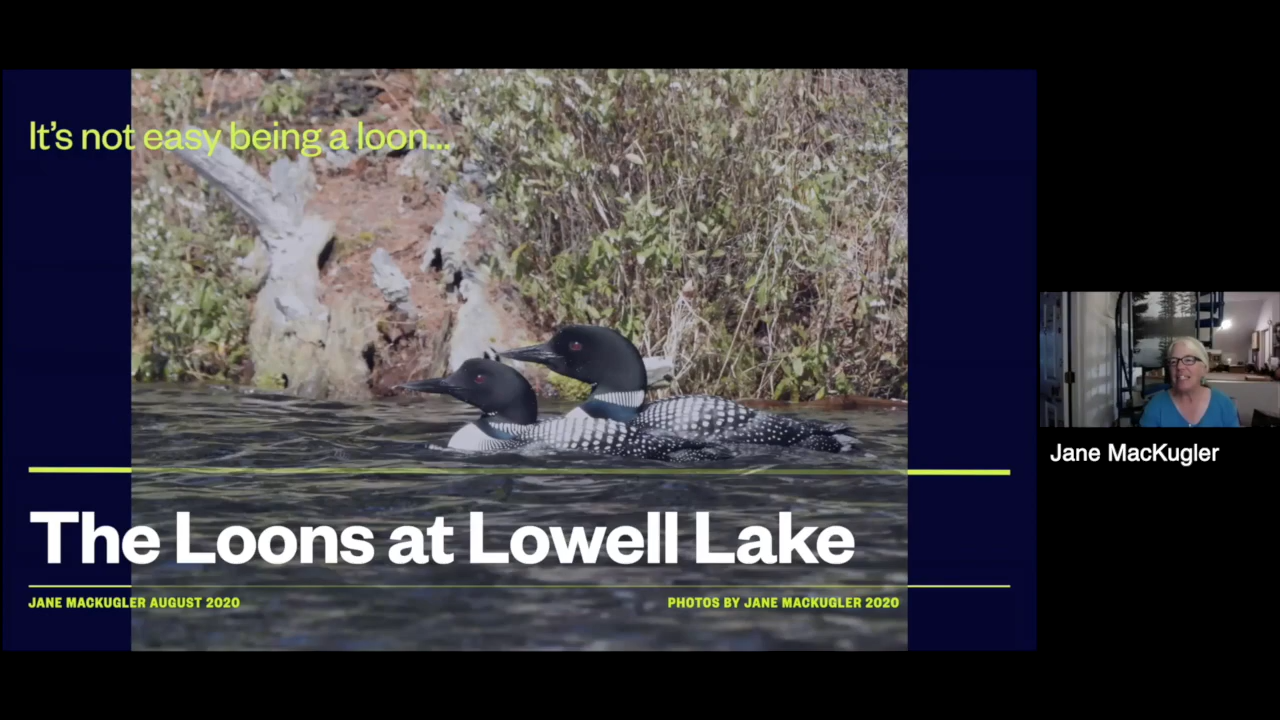 It's not easy being a loon...
The Loons at Lowell Lake
JANE MACKUGLER AUGUST 2020
PHOTOS BY JANE MACKUGLER 2020
Jane MacKugler